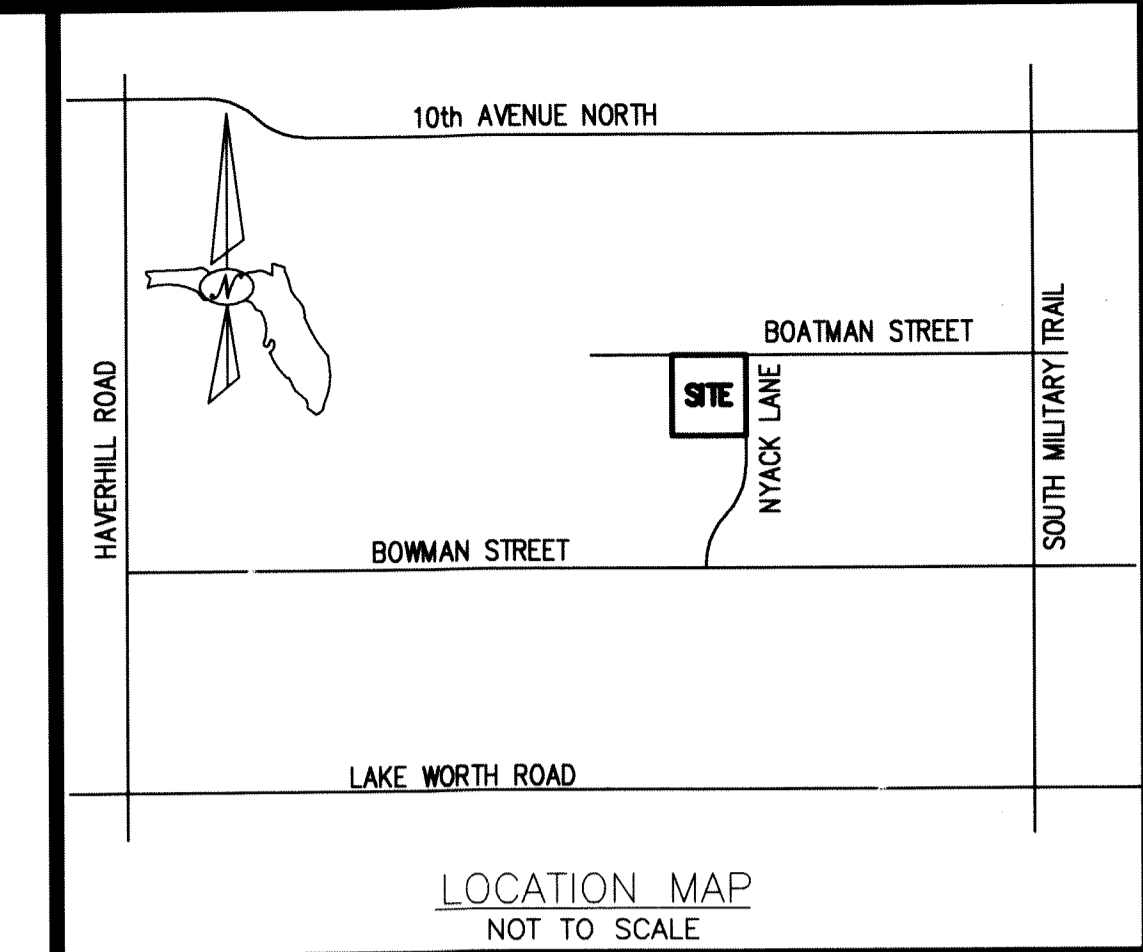 10th AVENUE NORTH
N
BOATMAN STREET
SITE
NYACK LANE
HAVERHILL ROAD
SOUTH MILITARY TRAIL
BOWMAN STREET
LAKE WORTH ROAD
LOCATION MAP
NOT TO SCALE